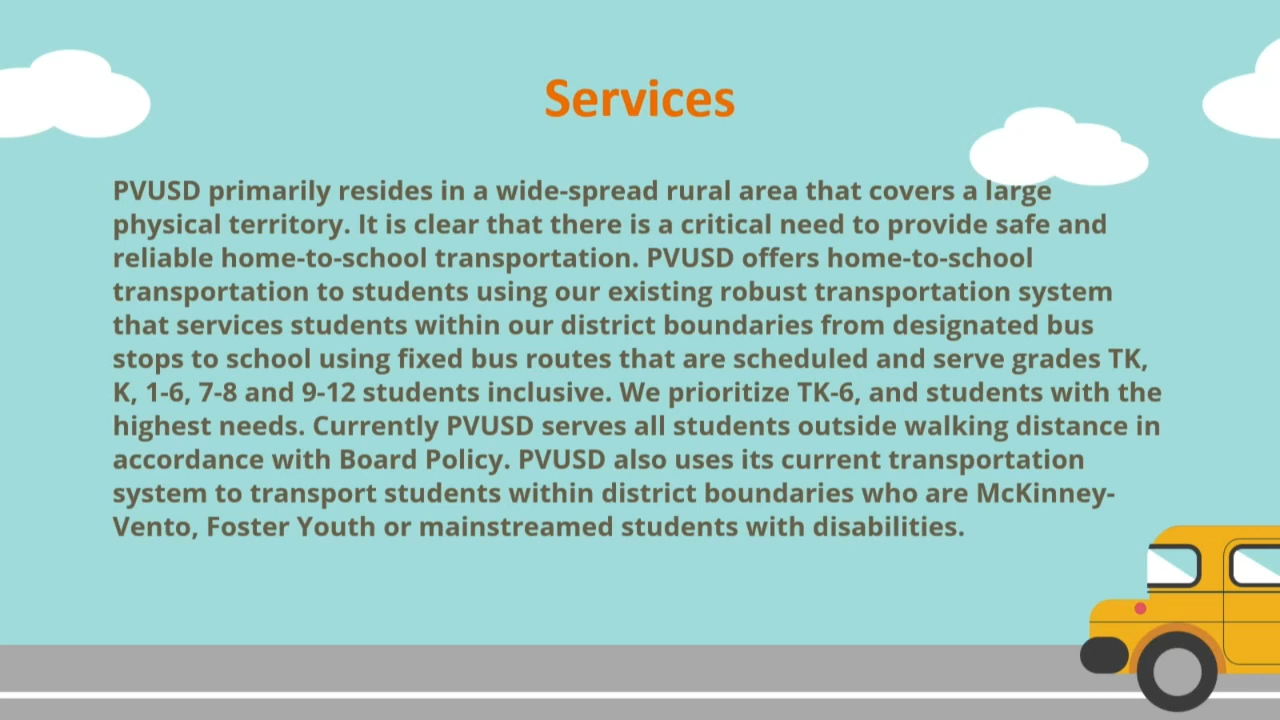 Services
PVUSD primarily resides in a wide-spread rural area that covers a large
physical territory. It is clear that there is a critical need to provide safe and
reliable home-to-school transportation. PVUSD offers home-to-school
transportation to students using our existing robust transportation system
that services students within our district boundaries from designated bus
stops to school using fixed bus routes that are scheduled and serve grades TK,
K, 1-6, 7-8 and 9-12 students inclusive. We prioritize TK-6, and students with the
highest needs. Currently PVUSD serves all students outside walking distance in
accordance with Board Policy. PVUSD also uses its current transportation
system to transport students within district boundaries who are McKinney-
Vento, Foster Youth or mainstreamed students with disabilities.